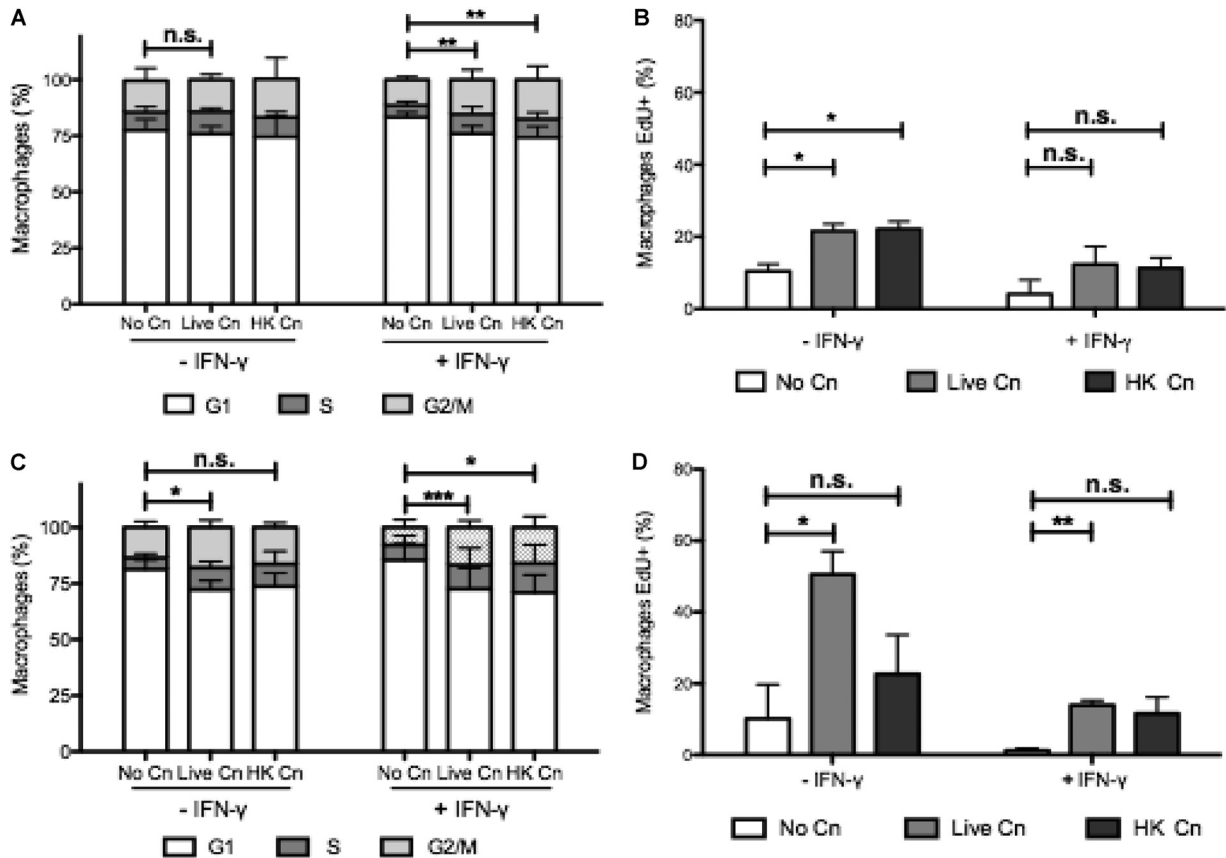 A
Macrophages (%)
100
75
50
25
0
n.s.
**
**
No Cn Live Cn HK Cn
No Cn Live Cn HK Cn
- IFN-γ
+ IFN-γ
G1 S G2/M
B
Macrophages EdU+ (%)
80
60
40
20
0
*
*
n.s.
n.s.
- IFN-γ
+ IFN-γ
No Cn Live Cn HK Cn
C
Macrophages (%)
100
75
50
25
0
n.s.
*
*
***
No Cn Live Cn HK Cn
No Cn Live Cn HK Cn
- IFN-γ
+ IFN-γ
G1 S G2/M
D
Macrophages EdU+ (%)
80
60
40
20
0
n.s.
*
n.s.
**
- IFN-γ
+ IFN-γ
No Cn Live Cn HK Cn